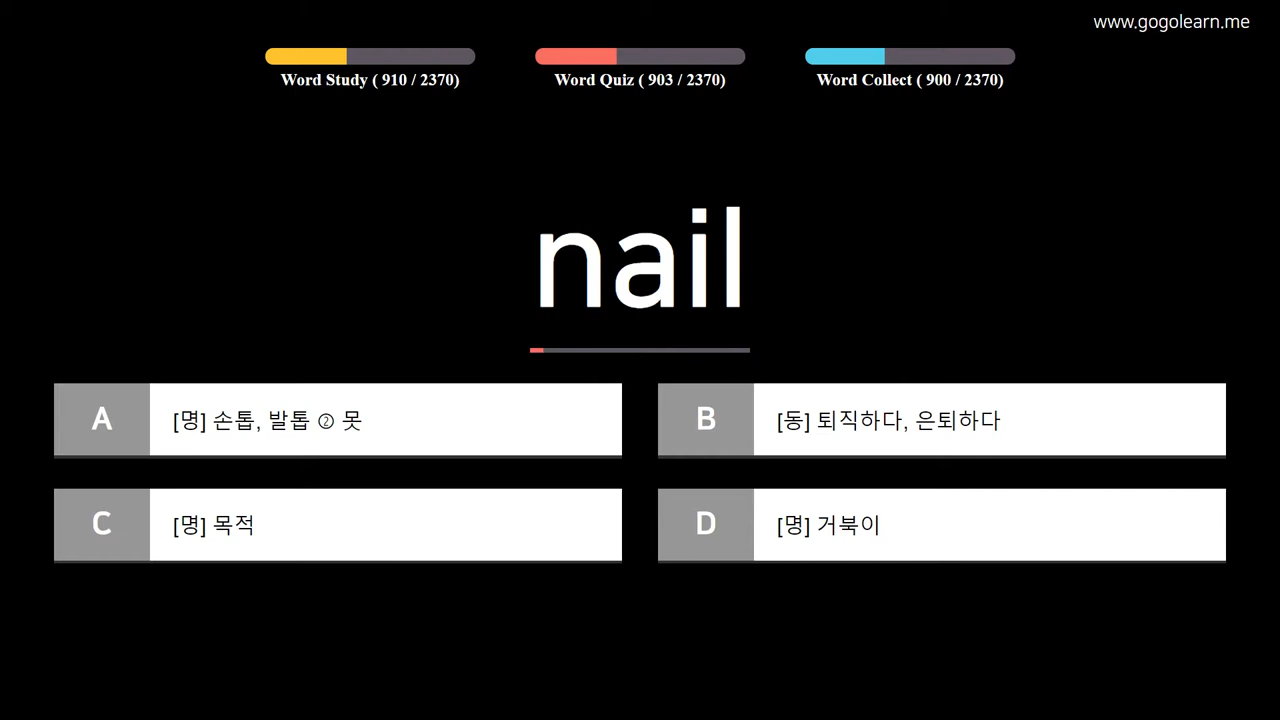 www.gogolearn.me
Word Study ( 910 / 2370)
Word Quiz ( 903 / 2370)
Word Collect ( 900 / 2370)
nail
A [명] 손톱, 발톱 ② 못
B [동] 퇴직하다, 은퇴하다
C [명] 목적
D [명] 거북이